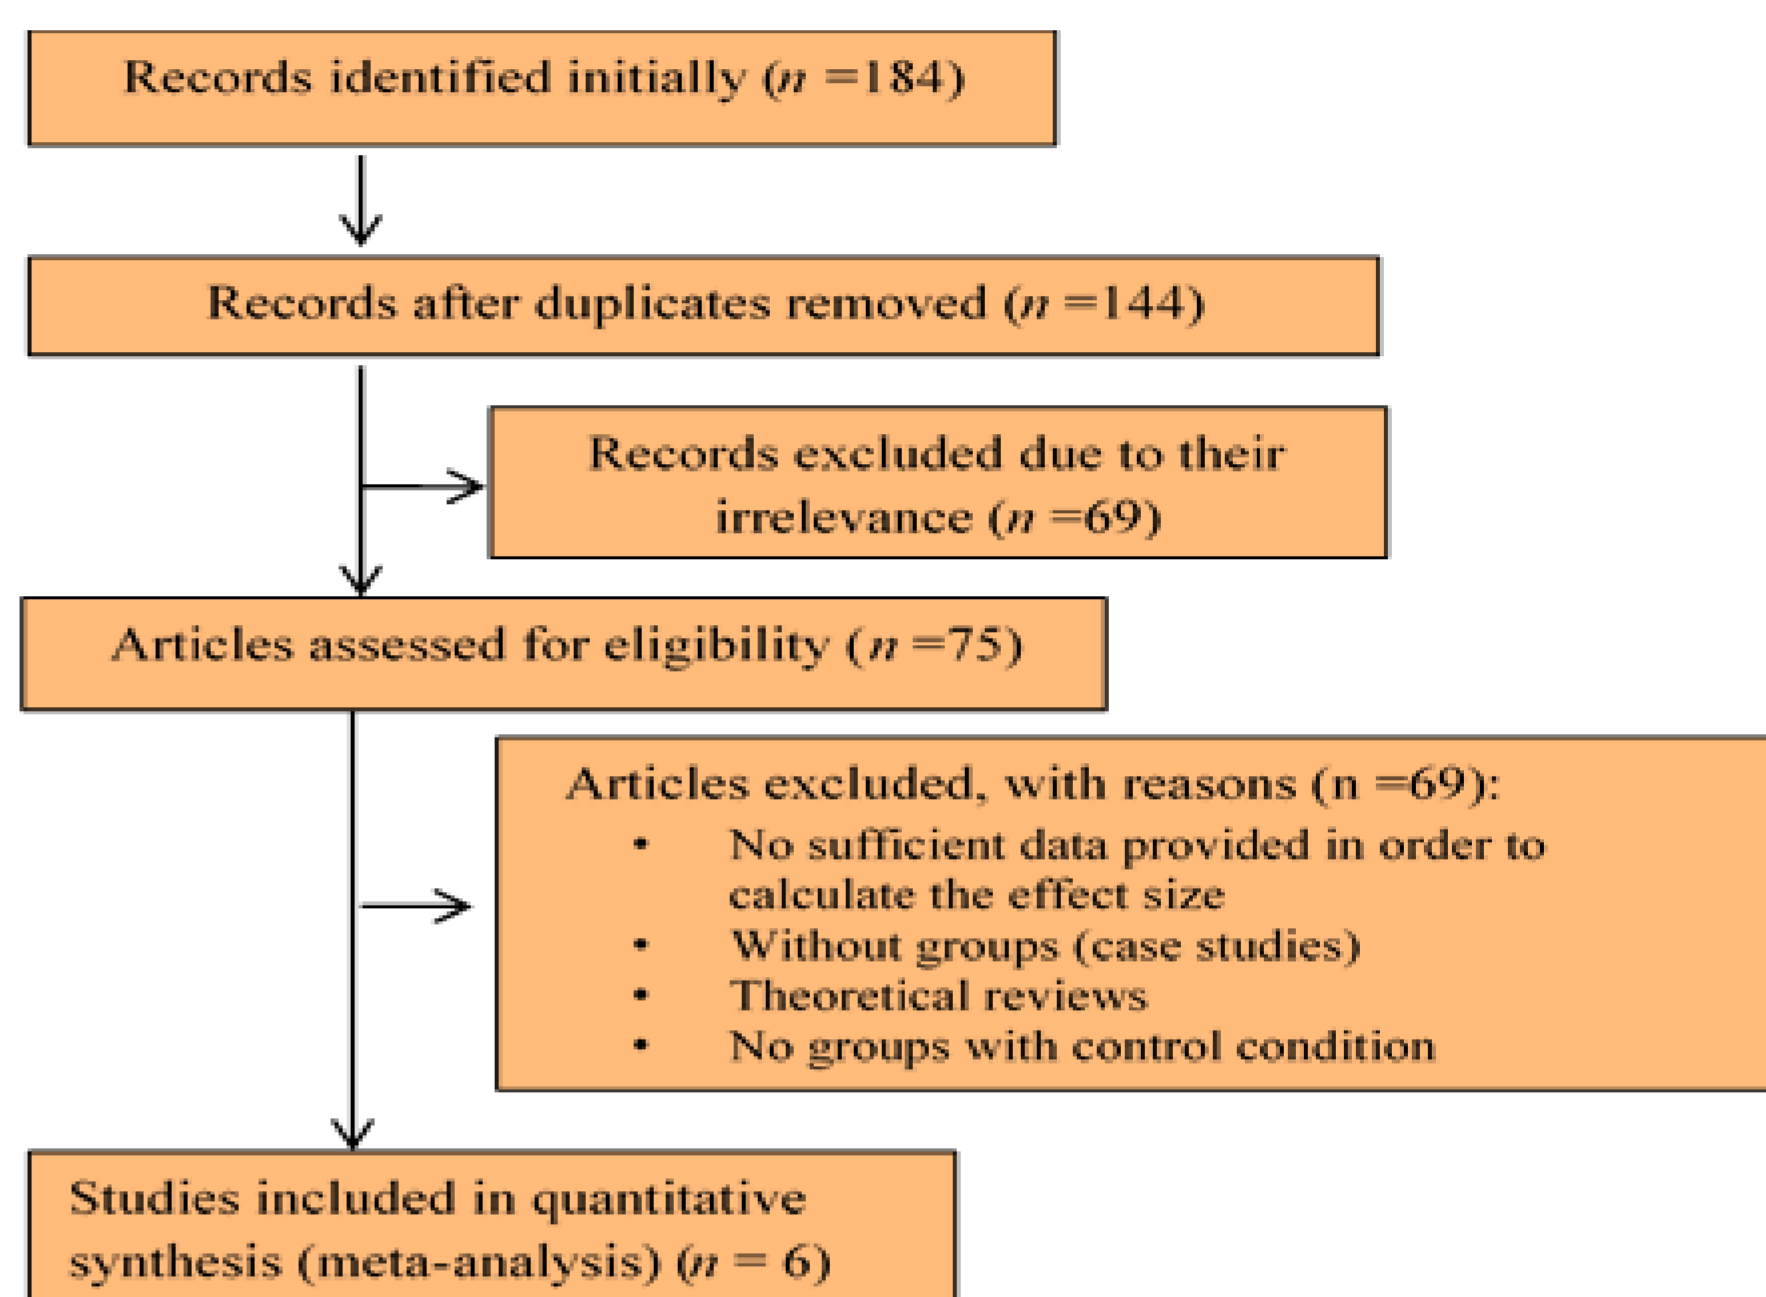 Records identified initially (n =184)
Records after duplicates removed (n =144)
Records excluded due to their
irrelevance (n =69)
Articles assessed for eligibility (n =75)
Articles excluded, with reasons (n =69):
• No sufficient data provided in order to
calculate the effect size
• Without groups (case studies)
• Theoretical reviews
• No groups with control condition
Studies included in quantitative
synthesis (meta-analysis) (n = 6)